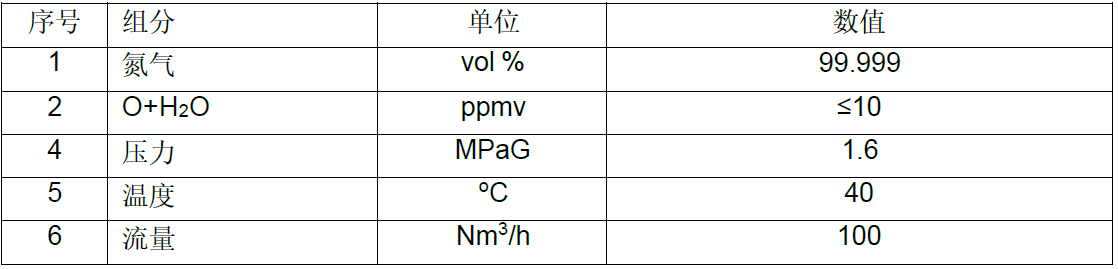 序号 组分 单位 数值
1 氮气 vol % 99.999
2 O+H₂O ppmv ≤10
4 压力 MPaG 1.6
5 温度 ºC 40
6 流量 Nm³/h 100